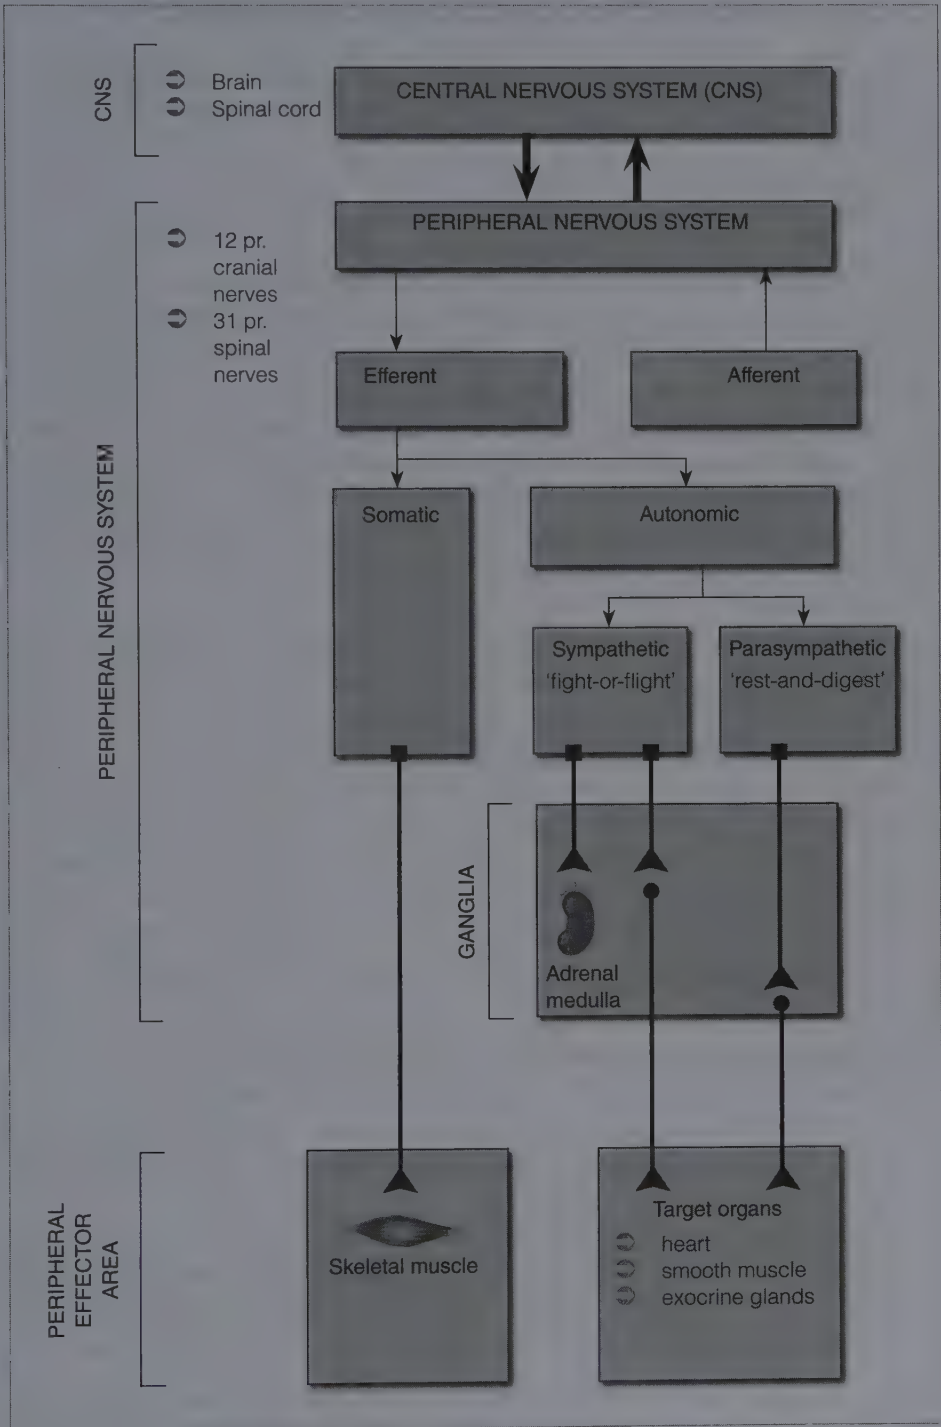 CNS
Brain
Spinal cord
CENTRAL NERVOUS SYSTEM (CNS)
PERIPHERAL NERVOUS SYSTEM
12 pr.
cranial
nerves
31 pr.
spinal
nerves
PERIPHERAL NERVOUS SYSTEM
Efferent
Afferent
Somatic
Autonomic
Sympathetic
'fight-or-flight'
Parasympathetic
'rest-and-digest'
GANGLIA
Adrenal
medulla
PERIPHERAL
EFFECTOR
AREA
Skeletal muscle
Target organs
heart
smooth muscle
exocrine glands